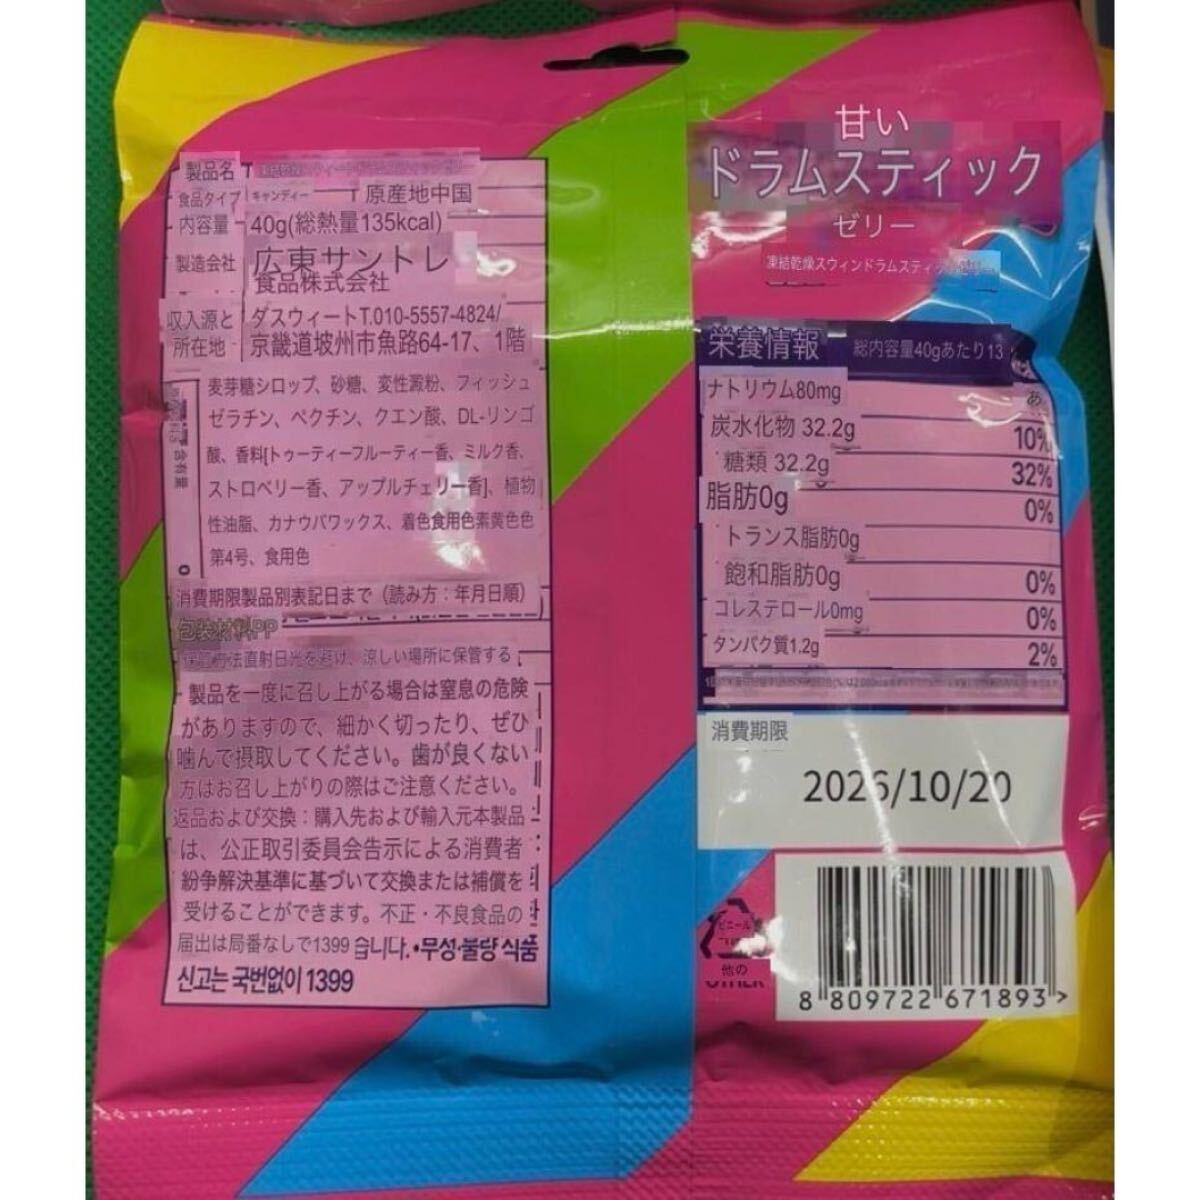 甘い
ドラムスティック
ゼリー
凍結乾燥スウィンドラムスティック
製品名
食品タイプ キャンディー 原産地中国
内容量 40g(総熱量135kcal)
製造会社 広東サントレ
食品株式会社
収入源と
所在地
ダスウィートT.010-5557-4824/
京畿道坡州市魚路64-17、1階
麦芽糖シロップ、砂糖、変性澱粉、フィッシュ
ゼラチン、ペクチン、クエン酸、DL-リンゴ
酸、香料[トゥーティーフルーティー香、ミルク香、
ストロベリー香、アップルチェリー香]、植物
性油脂、カナウバワックス、着色食用色素黄色色
第4号、食用色
含有量
消費期限製品別表記日まで（読み方：年月日順）
包装材料PP
保管方法直射日光を避け、涼しい場所に保管する
製品を一度に召し上がる場合は窒息の危険
がありますので、細かく切ったり、ぜひ
噛んで摂取してください。歯が良くない
方はお召し上がりの際はご注意ください。
返品および交換：購入先および輸入元本製品
は、公正取引委員会告示による消費者
紛争解決基準に基づいて交換または補償を
受けることができます。不正・不良食品の
届出は局番なしで1399 습니다.•무성·불량 식품
신고는 국번없이 1399
栄養情報 総内容量40gあたり13
ナトリウム80mg
炭水化物 32.2g 10%
糖類 32.2g 32%
脂肪0g 0%
トランス脂肪0g
飽和脂肪0g 0%
コレステロール0mg 0%
タンパク質1.2g 2%
消費期限
2026/10/20
ビニール
他の
OTHER
8 809722 671893 >